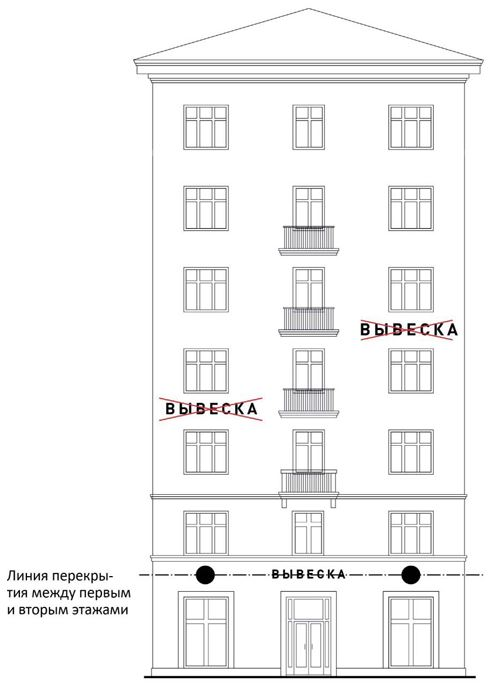 ВЫВЕСКА
ВЫВЕСКА
Линия перекры-
тия между первым
и вторым этажами
ВЫВЕСКА